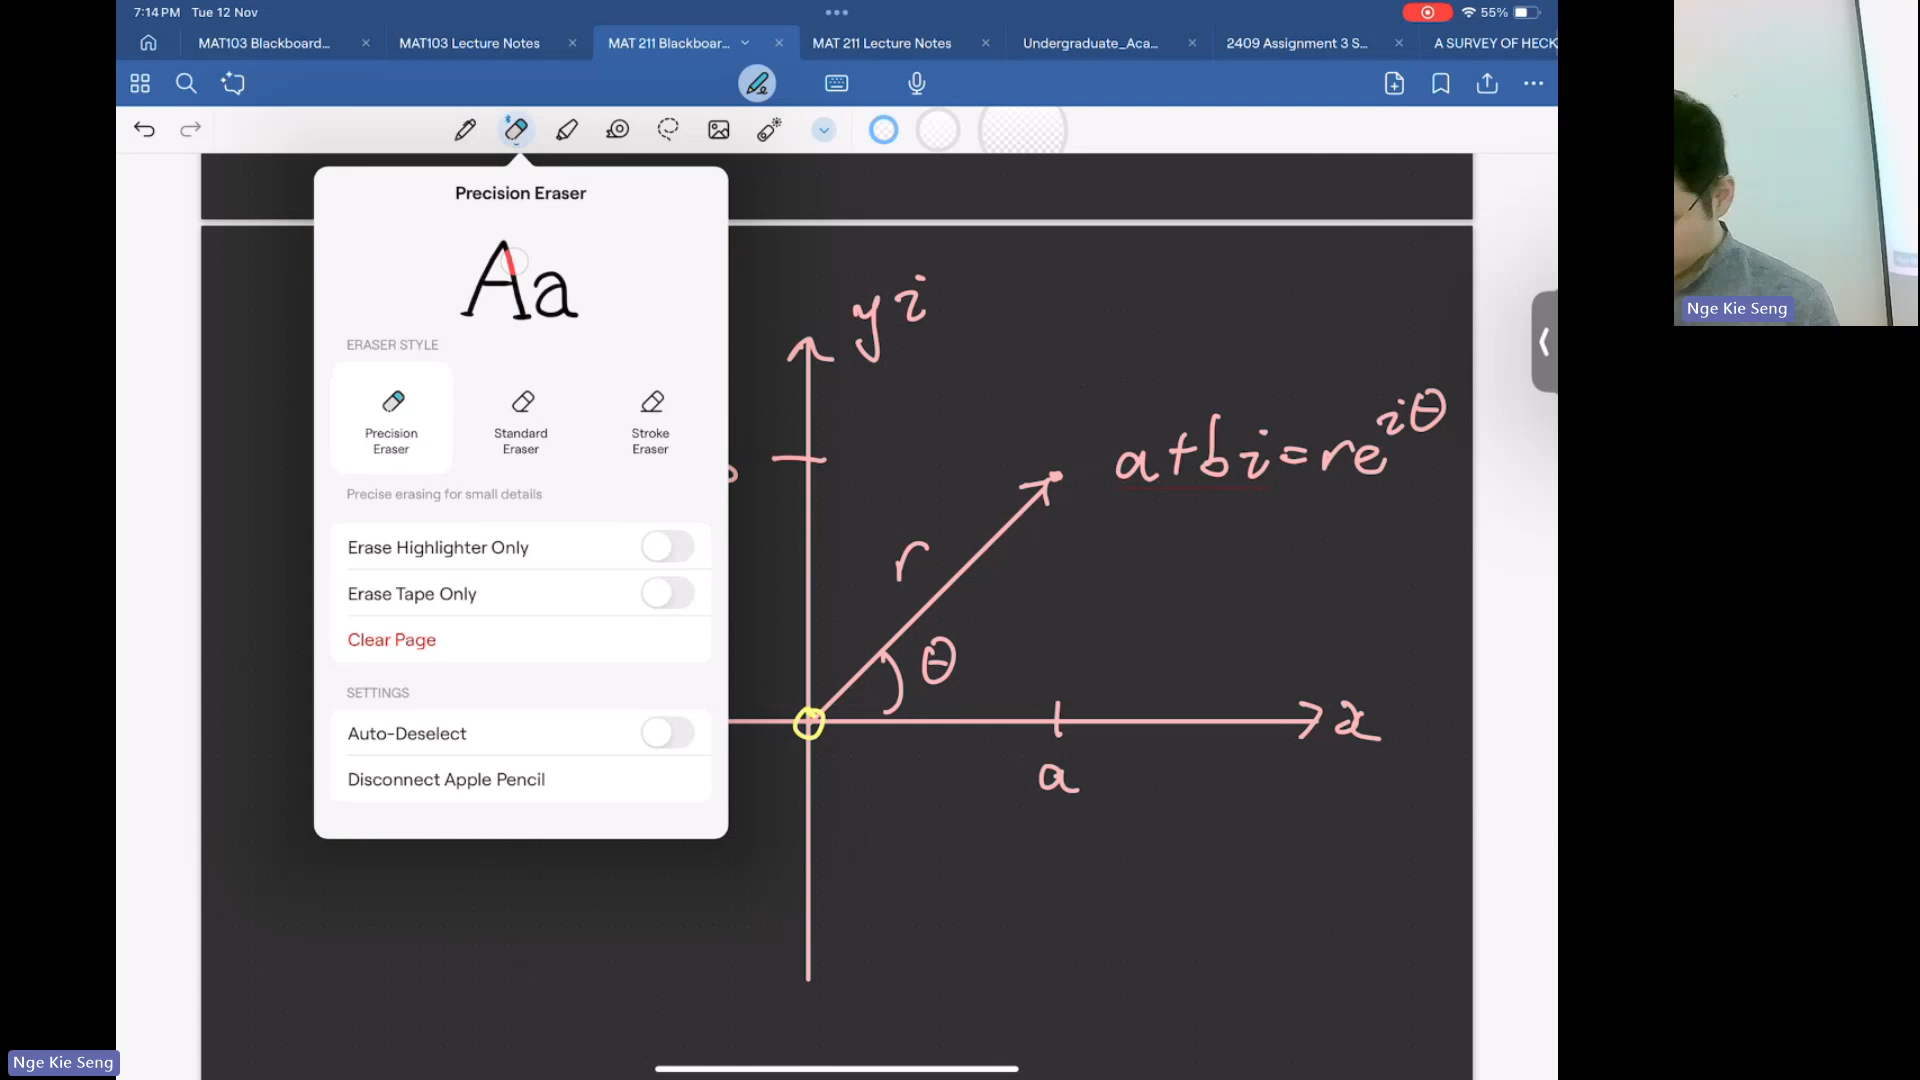 7:14 PM Tue 12 Nov
55%
MAT103 Blackboard...
MAT103 Lecture Notes
MAT 211 Blackboar...
MAT 211 Lecture Notes
Undergraduate_Aca...
2409 Assignment 3 S...
A SURVEY OF HECK
Precision Eraser
Aa
ERASER STYLE
Precision Eraser
Standard Eraser
Stroke Eraser
Precise erasing for small details
Erase Highlighter Only
Erase Tape Only
Clear Page
SETTINGS
Auto-Deselect
Disconnect Apple Pencil
yi
a+bi=re^{iθ}
r
θ
x
a
Nge Kie Seng
Nge Kie Seng